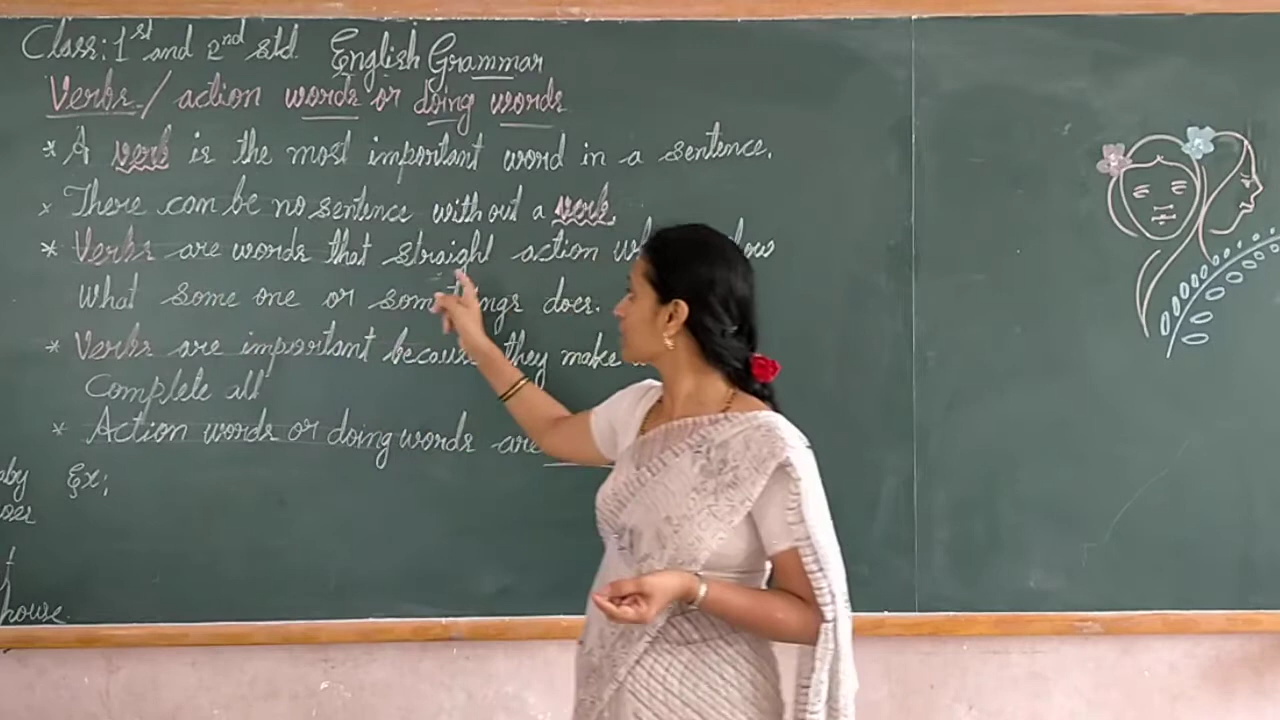 Class: 1st and 2nd std. English Grammar
Verbs / action words or doing words
* A verb is the most important word in a sentence.
* There can be no sentence without a verb.
* Verbs are words that straight action
What some one or somthings does.
* Verbs are important because they make
Complete all
* Action words or doing words are
Ex;
house.